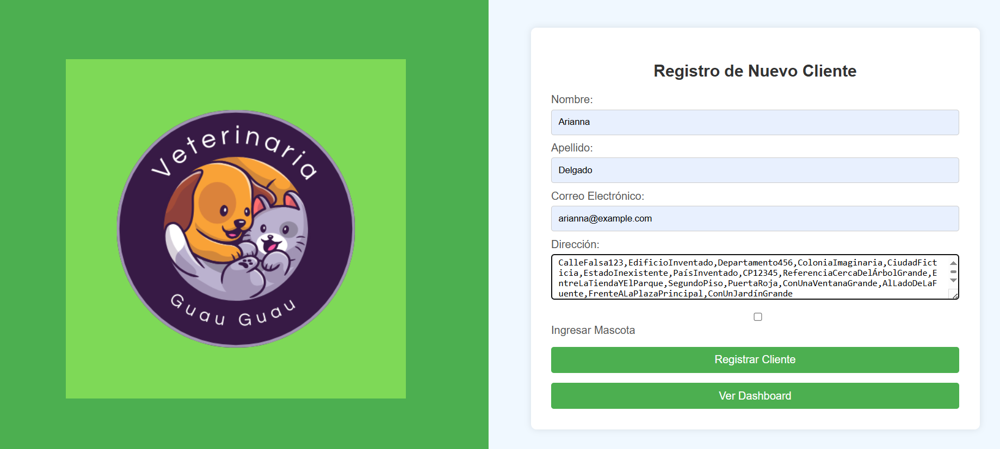 Veterinaria
Guau Guau
Registro de Nuevo Cliente
Nombre:
Arianna
Apellido:
Delgado
Correo Electrónico:
arianna@example.com
Dirección:
CalleFalsa123,EdificioInventado,Departamento456,ColoniaImaginaria,CiudadFict
icia,EstadoInexistente,PaísInventado,CP12345,ReferenciaCercaDelÁrbolGrande,E
ntreLaTiendaYElParque,SegundoPiso,PuertaRoja,ConUnaVentanaGrande,AlLadoDeLaF
uente,FrenteALaPlazaPrincipal,ConUnJardínGrande
Ingresar Mascota
Registrar Cliente
Ver Dashboard